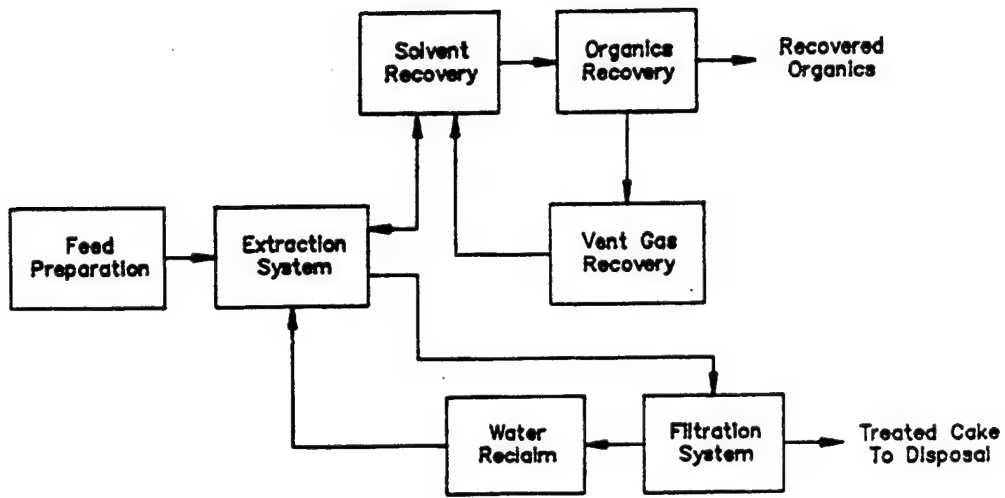 Solvent
Recovery
Organics
Recovery
Recovered
Organics
Feed
Preparation
Extraction
System
Vent Gas
Recovery
Water
Reclaim
Filtration
System
Treated Cake
To Disposal